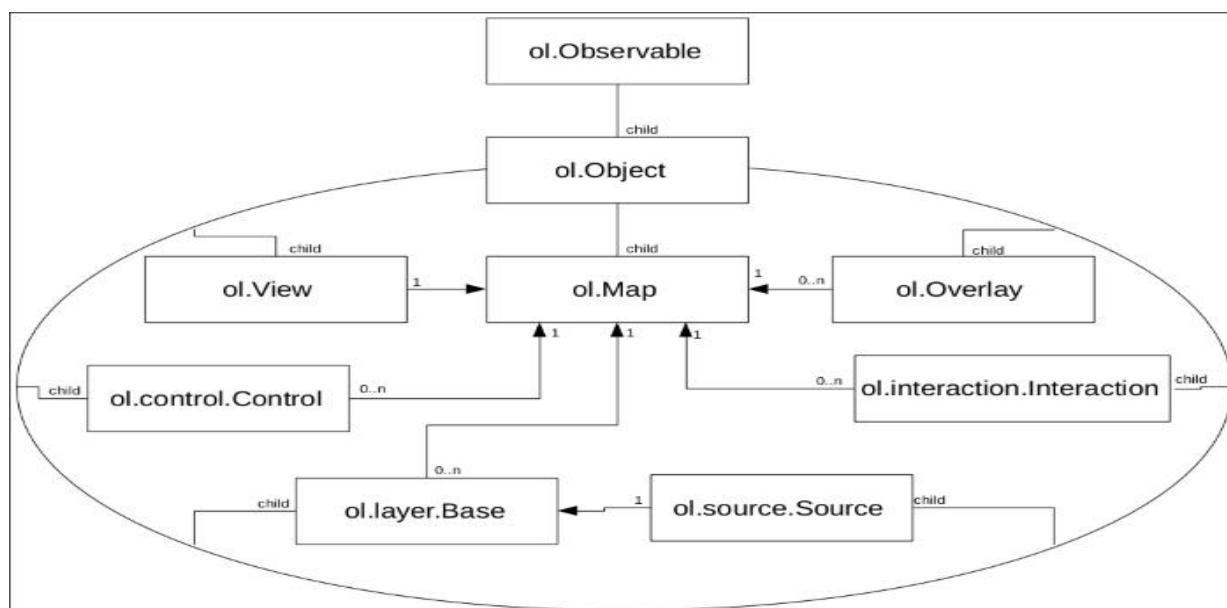 ol.Observable
child
ol.Object
child
child
child
ol.View
1
ol.Map
1
0..n
ol.Overlay
1
1
1
child
ol.control.Control
0..n
0..n
ol.interaction.Interaction
child
0..n
child
ol.layer.Base
1
ol.source.Source
child